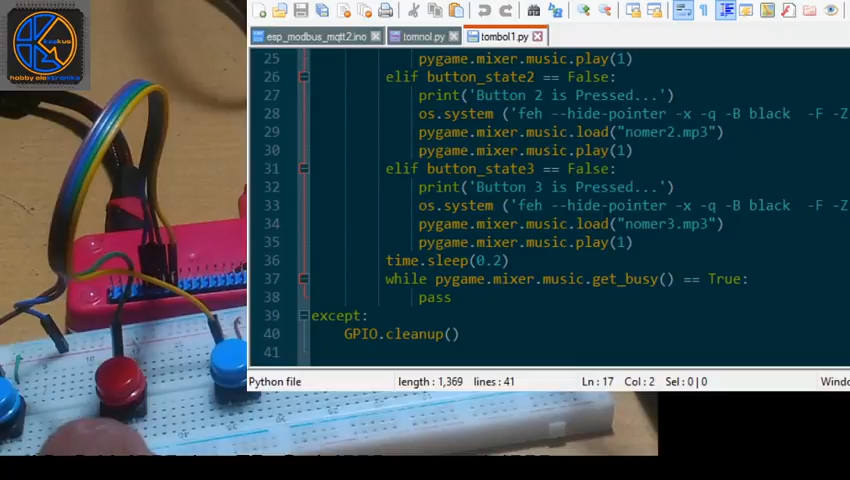 keskus
hobby elektronika
esp_modbus_mqtt2.ino
tomnol.py
tombol1.py
25 pygame.mixer.music.play(1)
26 elif button_state2 == False:
27 print('Button 2 is Pressed...')
28 os.system ('feh --hide-pointer -x -q -B black -F -Z
29 pygame.mixer.music.load("nomer2.mp3")
30 pygame.mixer.music.play(1)
31 elif button_state3 == False:
32 print('Button 3 is Pressed...')
33 os.system ('feh --hide-pointer -x -q -B black -F -Z
34 pygame.mixer.music.load("nomer3.mp3")
35 pygame.mixer.music.play(1)
36 time.sleep(0.2)
37 while pygame.mixer.music.get_busy() == True:
38 pass
39 except:
40 GPIO.cleanup()
41
Python file length : 1,369 lines : 41 Ln : 17 Col : 2 Sel : 0 | 0 Windo